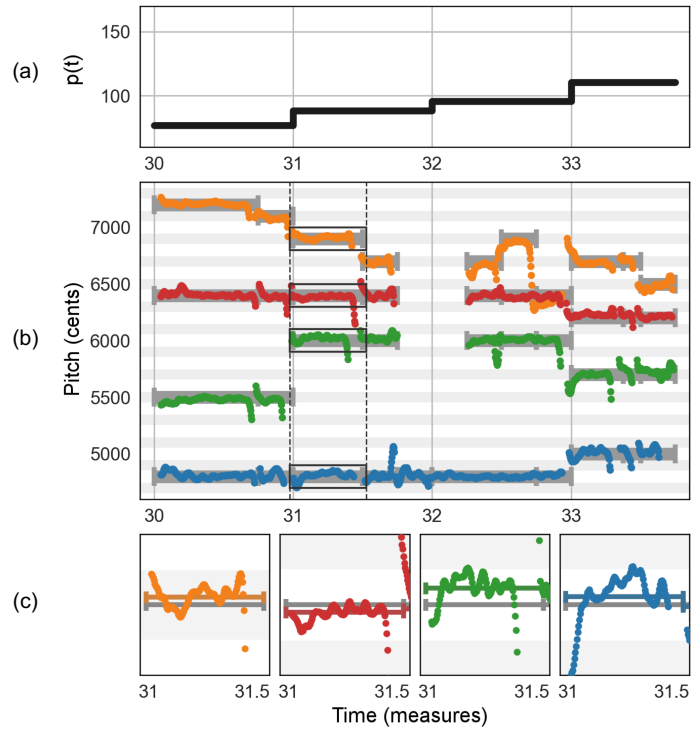 (a)
p(t)
150
100
30 31 32 33
(b)
Pitch (cents)
7000
6500
6000
5500
5000
30 31 32 33
(c)
31 31.5 31 31.5 31 31.5 31 31.5
Time (measures)